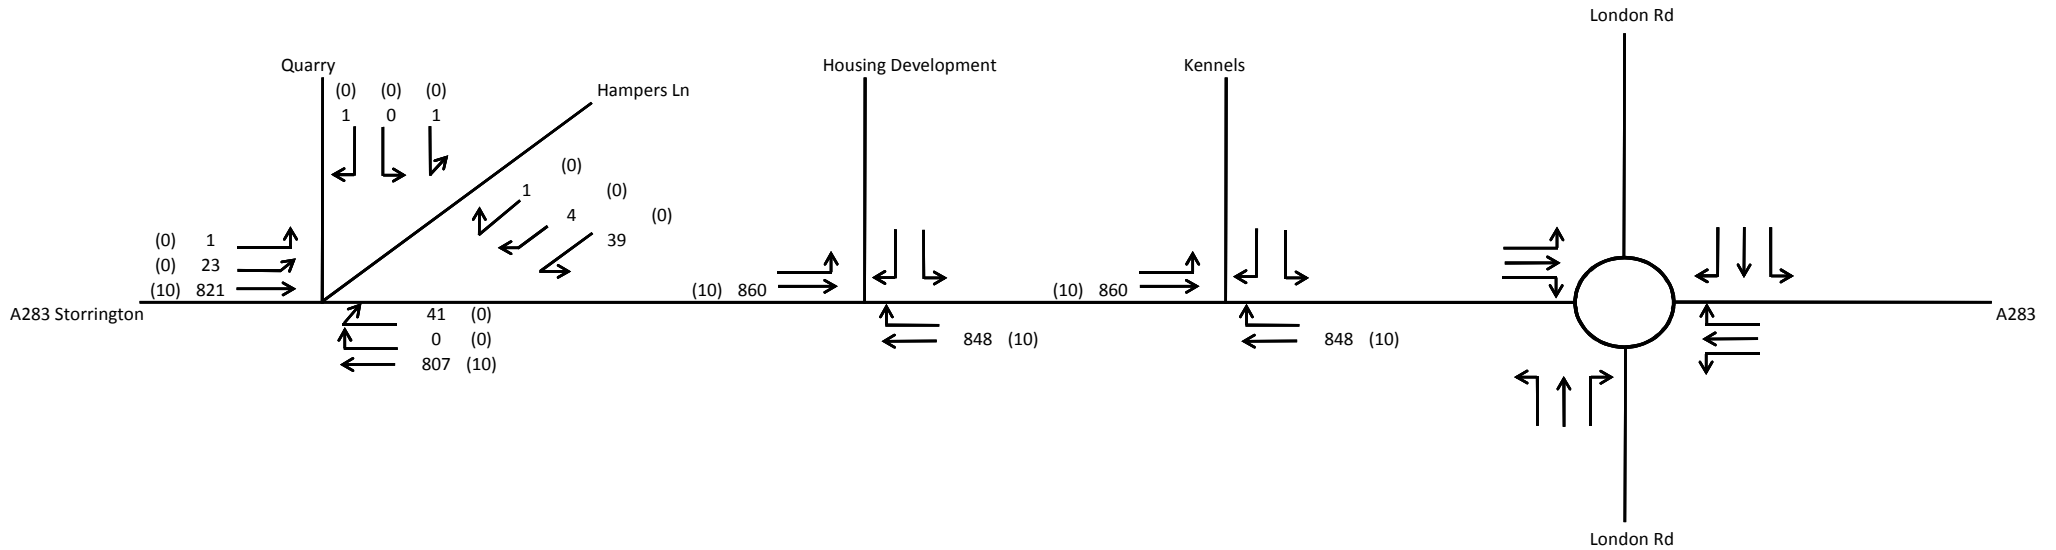 London Rd
Quarry
Housing Development
Kennels
(0) (0) (0)
Hampers Ln
1 0 1
(0)
1 (0)
4 (0)
(0) 1
39
(0) 23
(10) 821
(10) 860
(10) 860
A283 Storrington
41 (0)
A283
0 (0)
848 (10)
848 (10)
807 (10)
London Rd